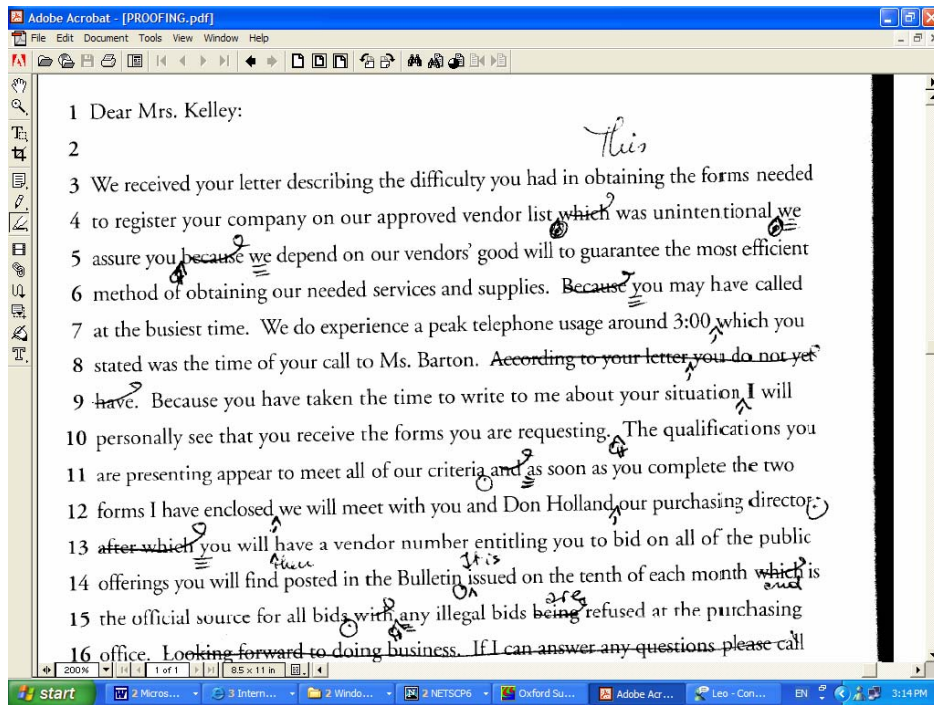 Adobe Acrobat - [PROOFING.pdf]
File Edit Document Tools View Window Help
1 Dear Mrs. Kelley:
This
2
3 We received your letter describing the difficulty you had in obtaining the forms needed
4 to register your company on our approved vendor list which was unintentional we
5 assure you because we depend on our vendors' good will to guarantee the most efficient
6 method of obtaining our needed services and supplies. Because you may have called
7 at the busiest time. We do experience a peak telephone usage around 3:00, which you
8 stated was the time of your call to Ms. Barton. According to your letter, you do not yet
9 have. Because you have taken the time to write to me about your situation, I will
10 personally see that you receive the forms you are requesting. The qualifications you
11 are presenting appear to meet all of our criteria and as soon as you complete the two
12 forms I have enclosed, we will meet with you and Don Holland, our purchasing director.
13 after which you will have a vendor number entitling you to bid on all of the public
then It is
14 offerings you will find posted in the Bulletin issued on the tenth of each month which is
are and
15 the official source for all bids with any illegal bids being refused at the purchasing
16 office. Looking forward to doing business. If I can answer any questions please call
200% 1 of 1 8.5 x 11 in
start 2 Micros... 3 Intern... 2 Windo... 2 NETSCP6 Oxford Su... Adobe Acr... Leo - Con... EN 3:14 PM